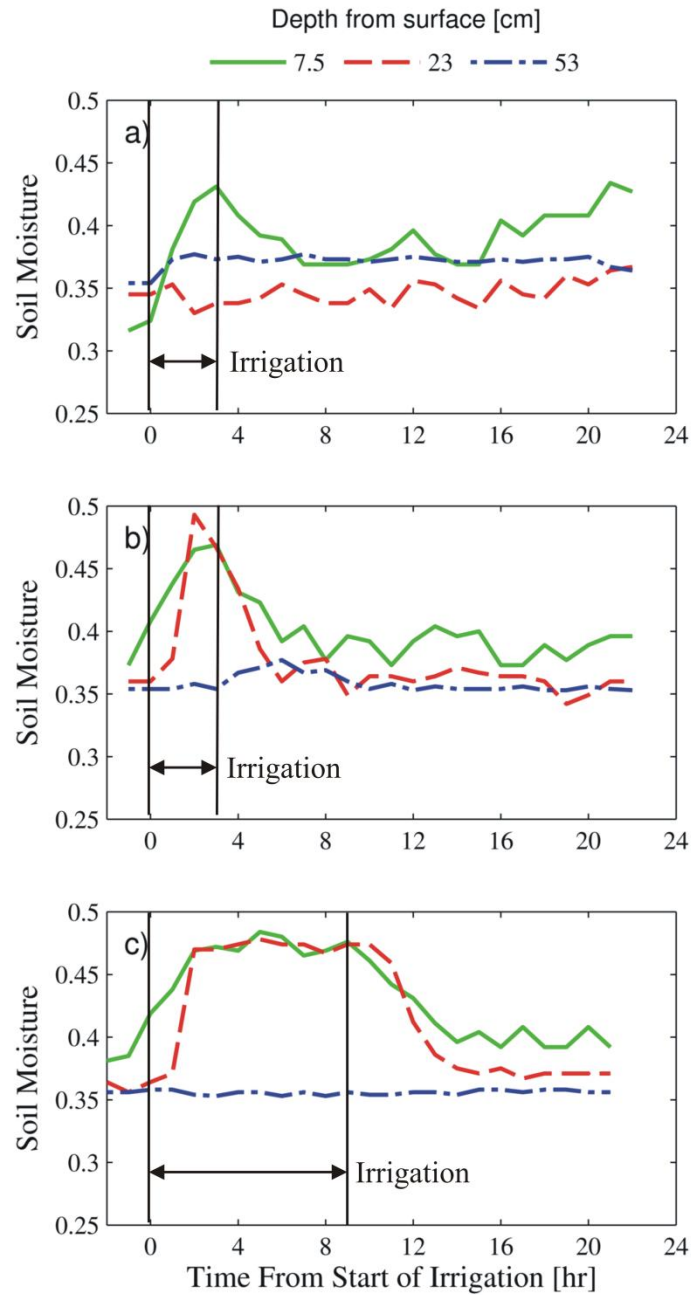 Depth from surface [cm]
7.5 23 53
a)
0.5
0.45
0.4
0.35
0.3
0.25
Soil Moisture
Irrigation
0 4 8 12 16 20 24
b)
0.5
0.45
0.4
0.35
0.3
0.25
Soil Moisture
Irrigation
0 4 8 12 16 20 24
c)
0.5
0.45
0.4
0.35
0.3
0.25
Soil Moisture
Irrigation
0 4 8 12 16 20 24
Time From Start of Irrigation [hr]